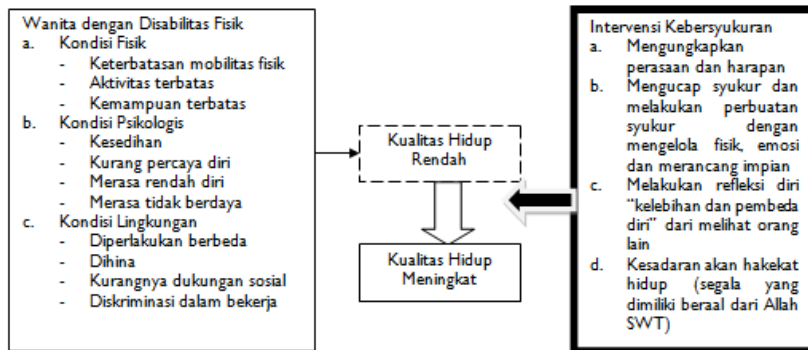 Wanita dengan Disabilitas Fisik
a. Kondisi Fisik
- Keterbatasan mobilitas fisik
- Aktivitas terbatas
- Kemampuan terbatas
b. Kondisi Psikologis
- Kesedihan
- Kurang percaya diri
- Merasa rendah diri
- Merasa tidak berdaya
c. Kondisi Lingkungan
- Diperlakukan berbeda
- Dihina
- Kurangnya dukungan sosial
- Diskriminasi dalam bekerja
Kualitas Hidup
Rendah
Kualitas Hidup
Meningkat
Intervensi Kebersyukuran
a. Mengungkapkan
perasaan dan harapan
b. Mengucap syukur dan
melakukan perbuatan
syukur dengan
mengelola fisik, emosi
dan merancang impian
c. Melakukan refleksi diri
"kelebihan dan pembeda
diri" dari melihat orang
lain
d. Kesadaran akan hakekat
hidup (segala yang
dimiliki beraal dari Allah
SWT)